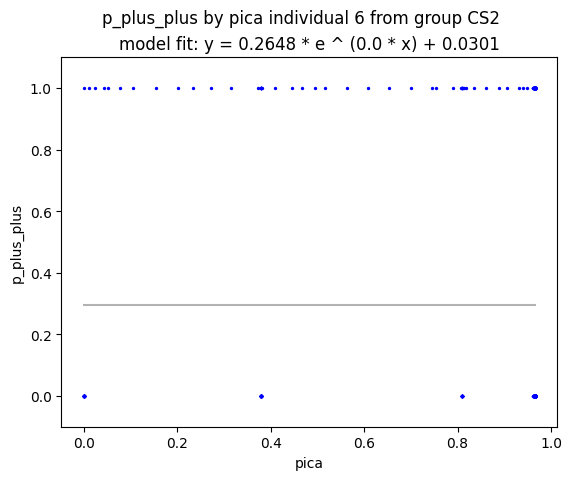 p_plus_plus by pica individual 6 from group CS2
model fit: y = 0.2648 * e ^ (0.0 * x) + 0.0301
1.0
0.8
0.6
0.4
0.2
0.0
p_plus_plus
0.0 0.2 0.4 0.6 0.8 1.0
pica